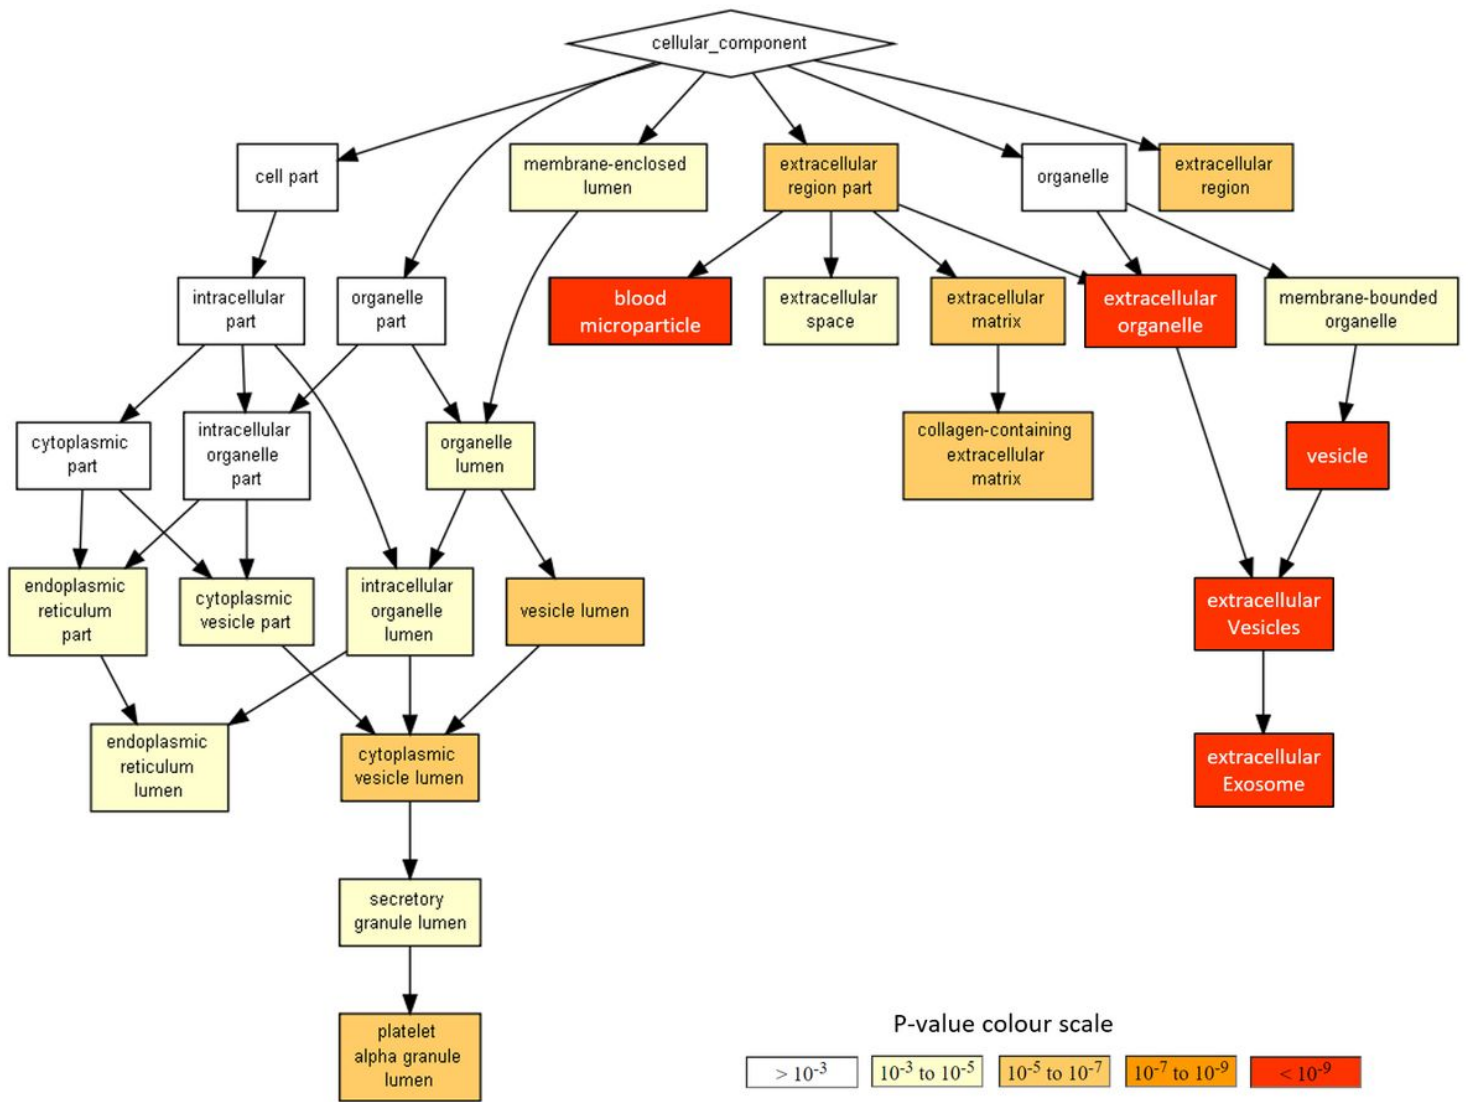 cellular_component
cell part
membrane-enclosed
lumen
extracellular
region part
organelle
extracellular
region
intracellular
part
organelle
part
blood
microparticle
extracellular
space
extracellular
matrix
extracellular
organelle
membrane-bounded
organelle
cytoplasmic
part
intracellular
organelle
part
organelle
lumen
collagen-containing
extracellular
matrix
vesicle
endoplasmic
reticulum
part
cytoplasmic
vesicle part
intracellular
organelle
lumen
vesicle lumen
extracellular
Vesicles
endoplasmic
reticulum
lumen
cytoplasmic
vesicle lumen
extracellular
Exosome
secretory
granule lumen
platelet
alpha granule
lumen
P-value colour scale
> 10⁻³
10⁻³ to 10⁻⁵
10⁻⁵ to 10⁻⁷
10⁻⁷ to 10⁻⁹
< 10⁻⁹